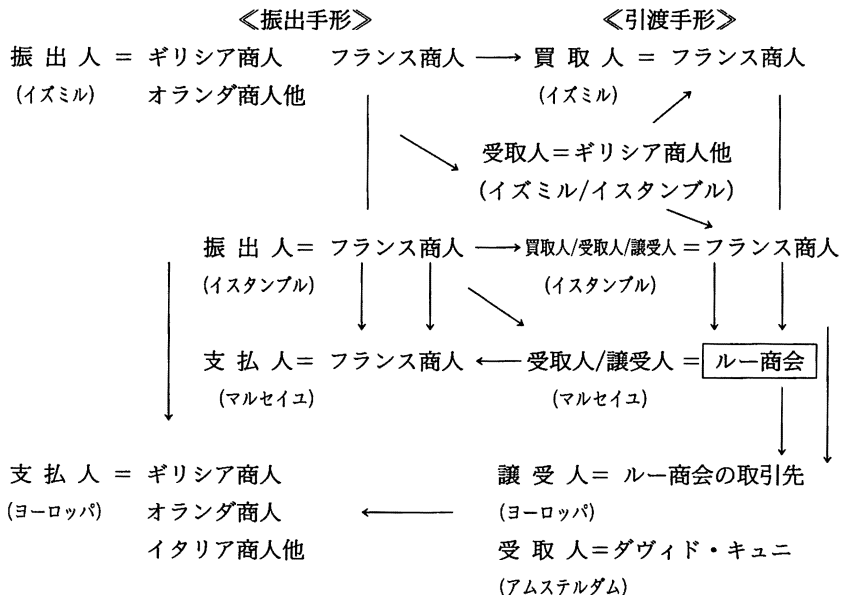 ≪振出手形≫ ≪引渡手形≫
振出人 = ギリシア商人 フランス商人 → 買取人 = フランス商人
(イズミル) オランダ商人他 (イズミル)
受取人=ギリシア商人他
(イズミル/イスタンブル)
振出人= フランス商人 → 買取人/受取人/譲受人=フランス商人
(イスタンブル) (イスタンブル)
支払人= フランス商人 ← 受取人/譲受人= ルー商会
(マルセイユ) (マルセイユ)
支払人 = ギリシア商人 譲受人= ルー商会の取引先
(ヨーロッパ) オランダ商人 ← (ヨーロッパ)
イタリア商人他 受取人=ダヴィド・キュニ
(アムステルダム)